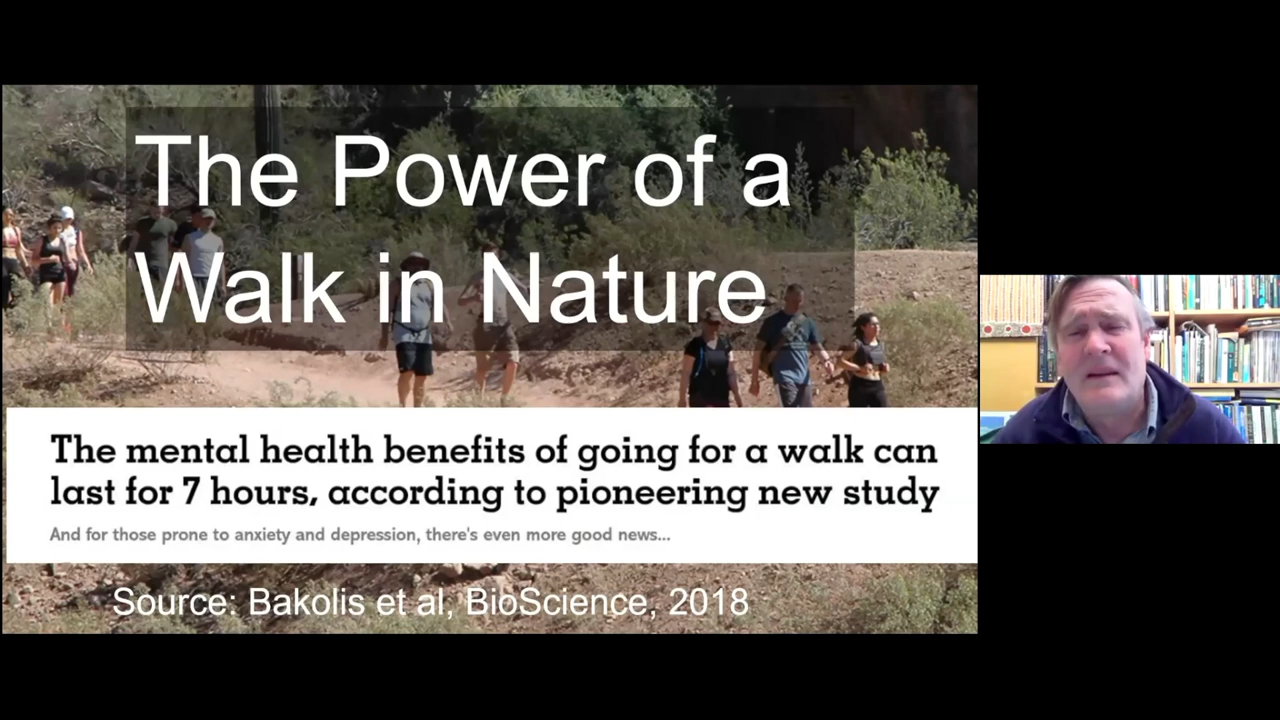 The Power of a
Walk in Nature
The mental health benefits of going for a walk can
last for 7 hours, according to pioneering new study
And for those prone to anxiety and depression, there's even more good news...
Source: Bakolis et al, BioScience, 2018